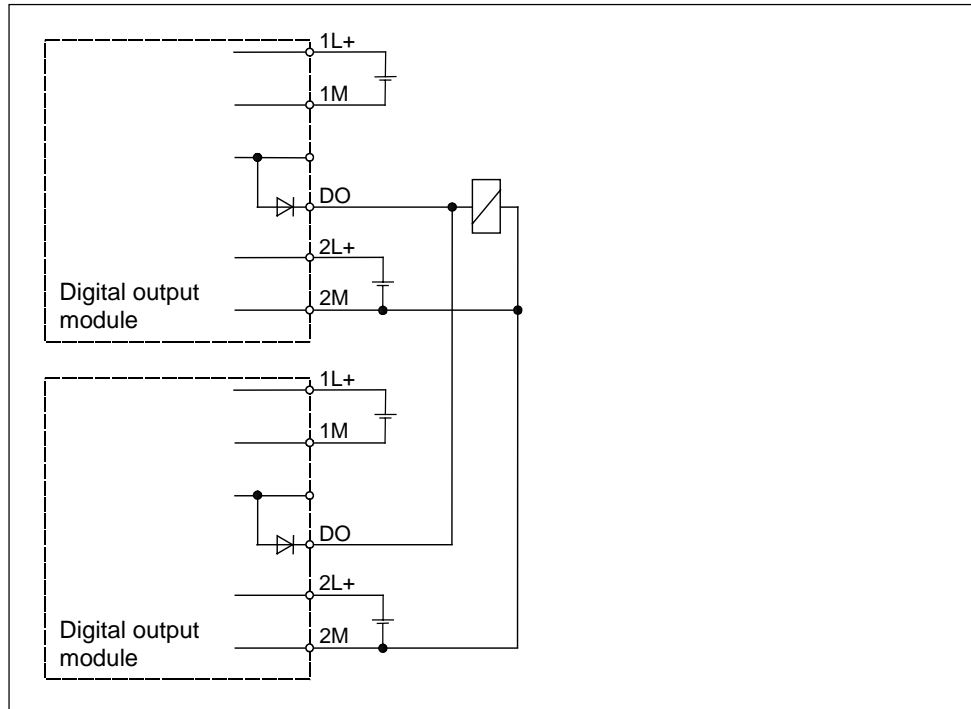 1L+
1M
DO
2L+
2M
Digital output
module
1L+
1M
DO
2L+
2M
Digital output
module